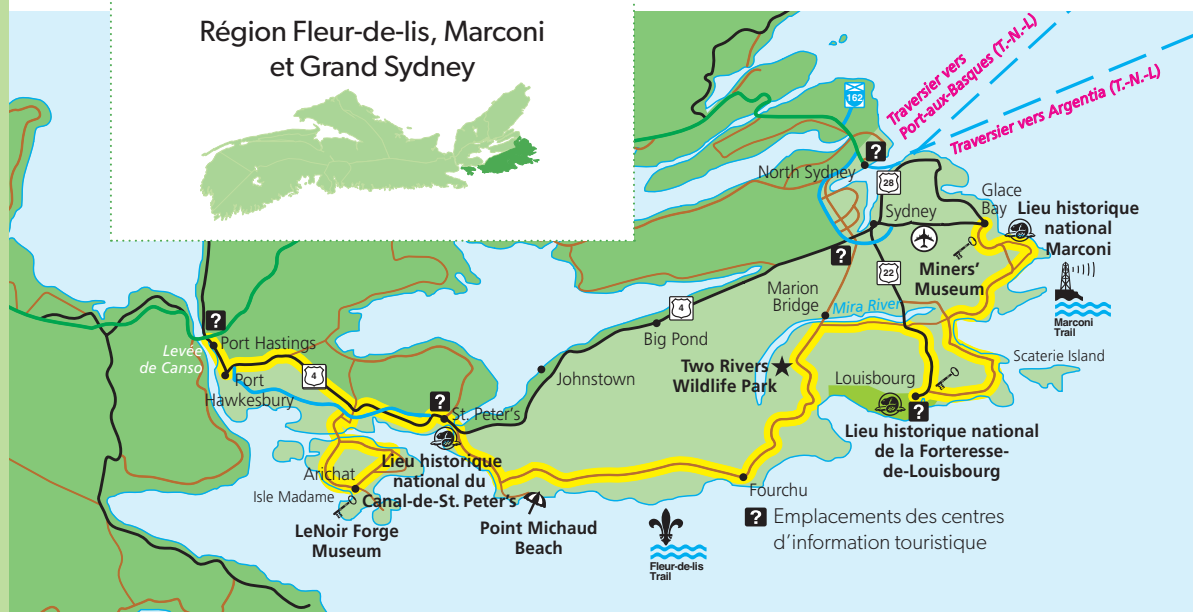 Région Fleur-de-lis, Marconi
et Grand Sydney
Traversier vers
Port-aux-Basques (T.-N.-L)
Traversier vers Argentia (T.-N.-L)
162
?
North Sydney
28
Sydney
Glace
Bay
Lieu historique
national
Marconi
?
22
Miners'
Museum
Marion
Bridge
Mira River
Marconi
Trail
4
Big Pond
?
Port Hastings
Levée
de Canso
Port
Hawkesbury
4
Johnstown
Two Rivers
Wildlife Park
Scaterie Island
Louisbourg
?
?
St. Peter's
Lieu historique national
de la Forteresse-
de-Louisbourg
Lieu historique
national du
Canal-de-St. Peter's
Arichat
Isle Madame
LeNoir Forge
Museum
Point Michaud
Beach
Fourchu
? Emplacements des centres
d'information touristique
Fleur-de-lis
Trail